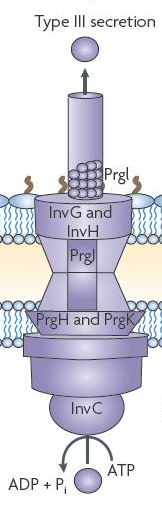 Type III secretion
PrgI
InvG and
InvH
PrgJ
PrgH and PrgK
InvC
ATP
ADP + Pi